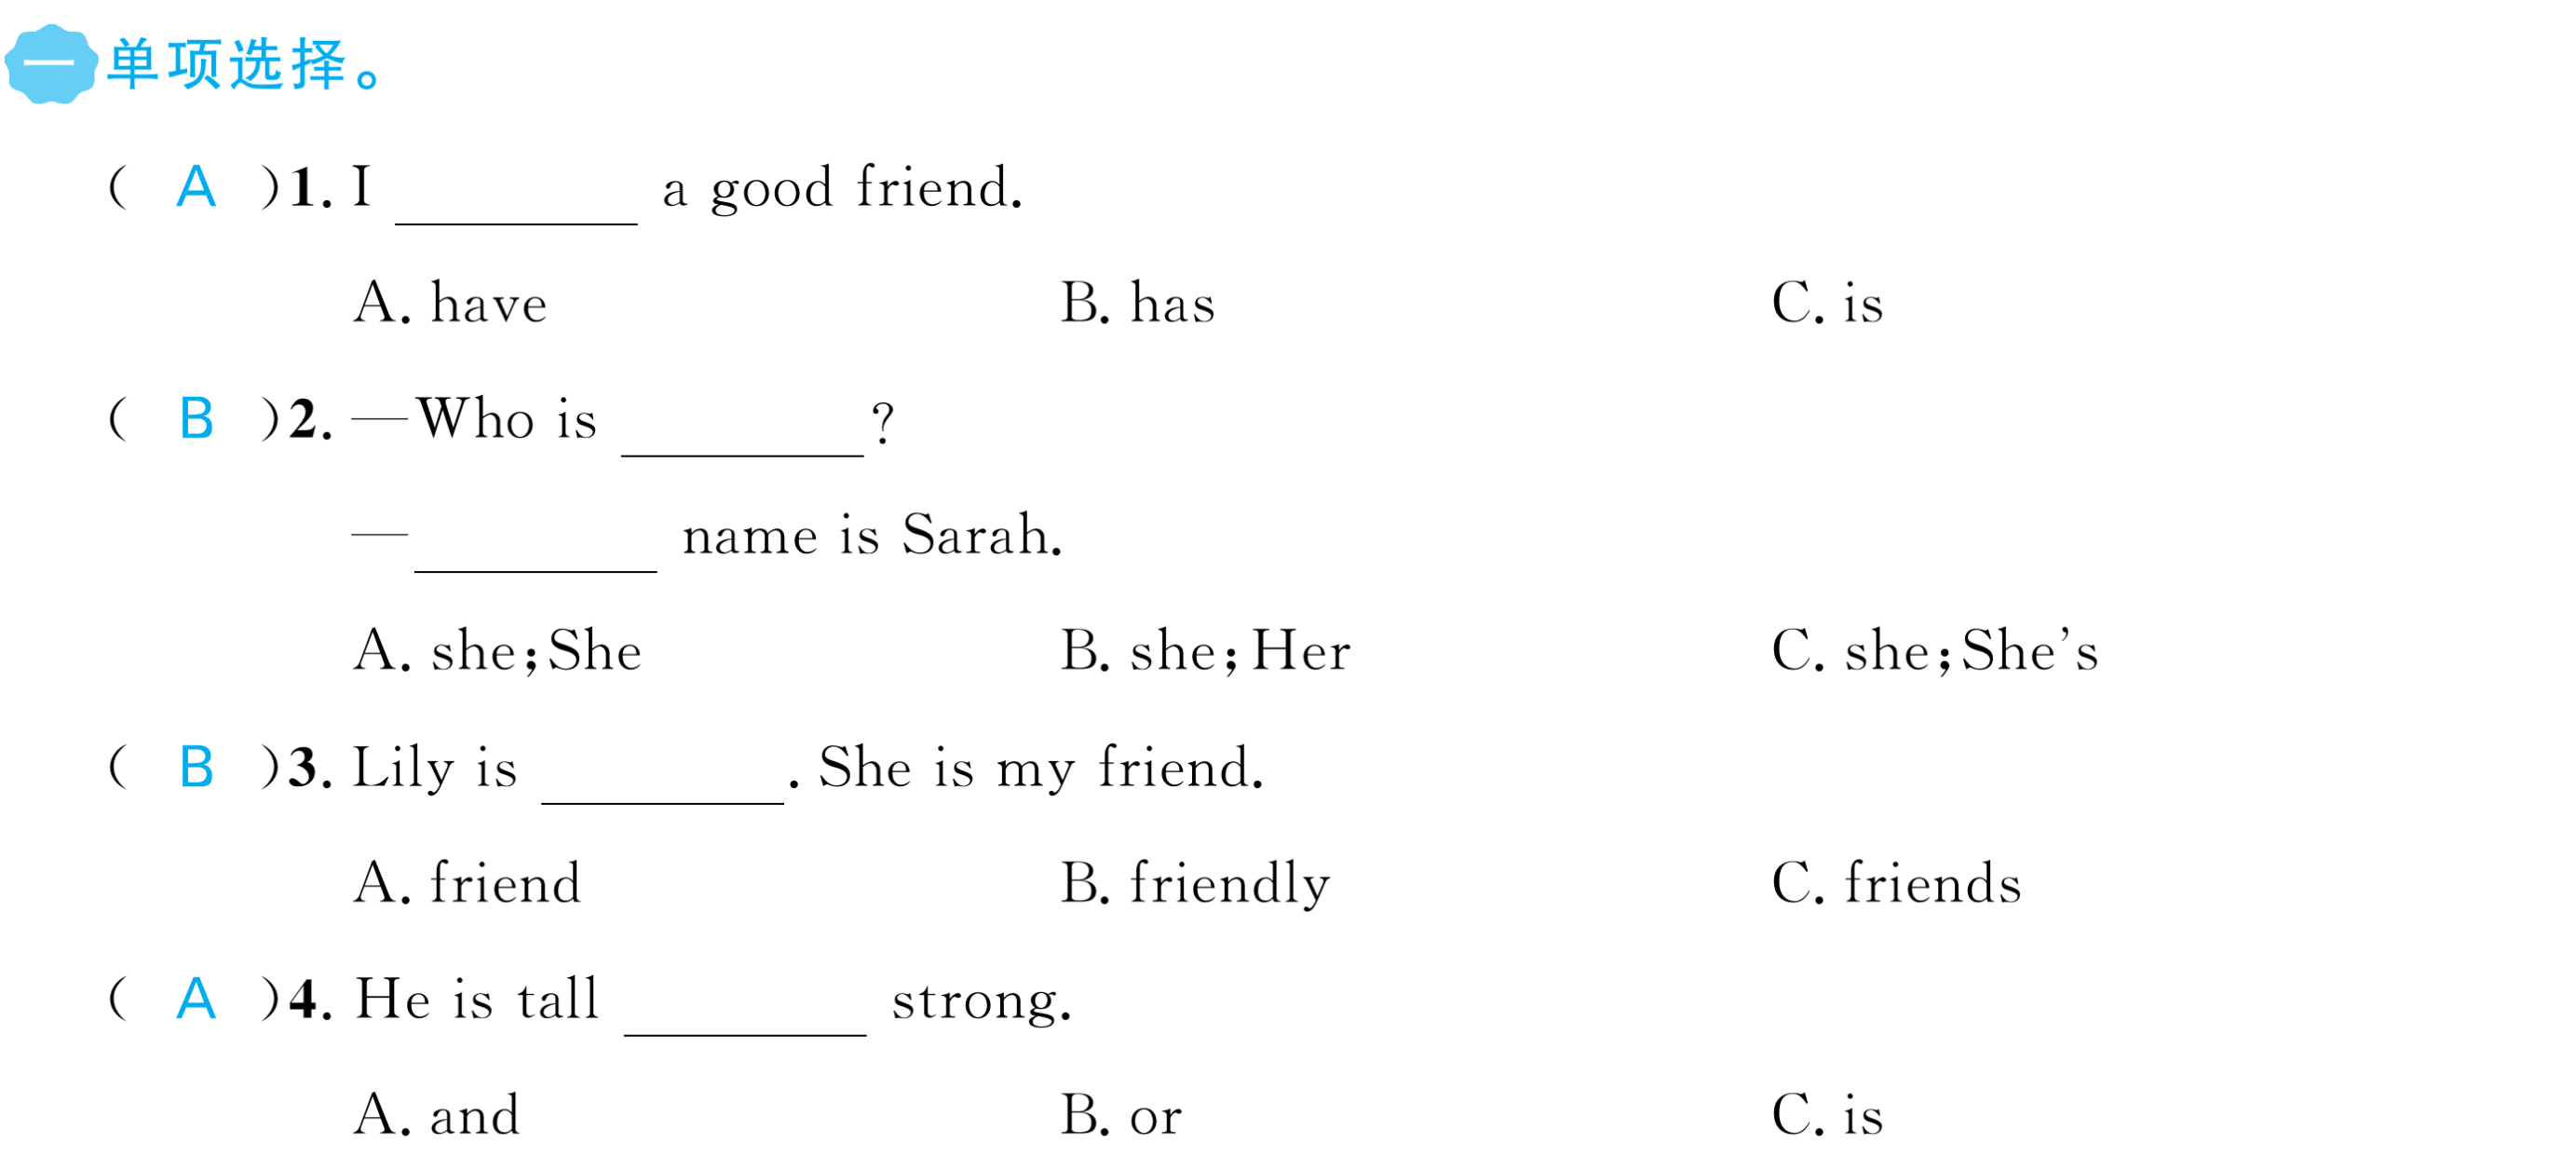 一 单项选择。
( A )1. I ________ a good friend.
A. have B. has C. is
( B )2. —Who is ________?
—________ name is Sarah.
A. she;She B. she;Her C. she;She's
( B )3. Lily is ________. She is my friend.
A. friend B. friendly C. friends
( A )4. He is tall ________ strong.
A. and B. or C. is